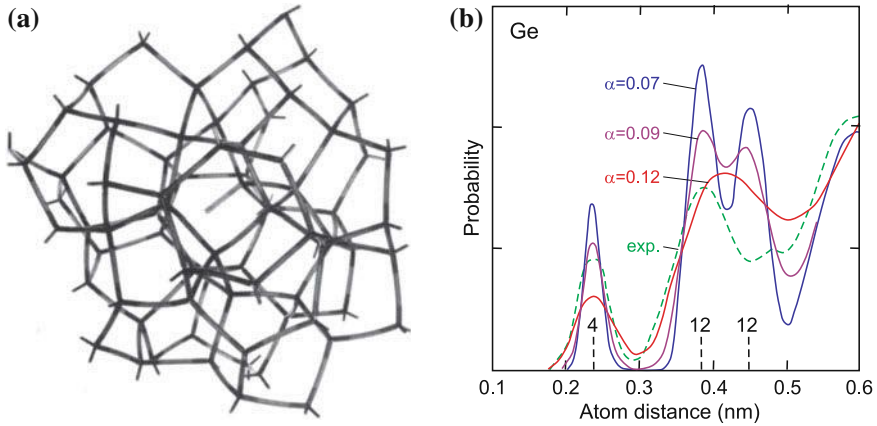 (a)
(b)
Ge
α=0.07
α=0.09
α=0.12
exp.
4
12
12
Probability
0.1
0.2
0.3
0.4
0.5
0.6
Atom distance (nm)